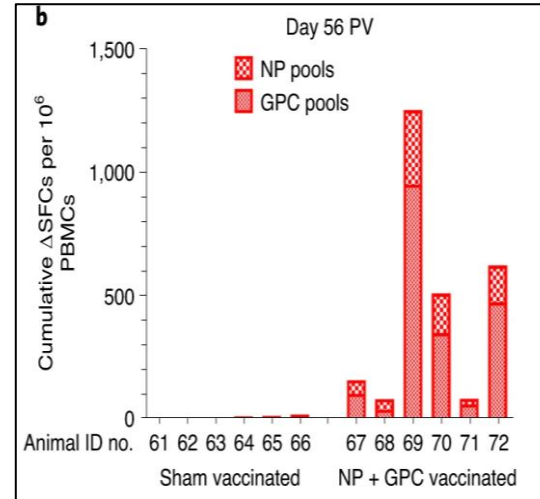 b
Day 56 PV
NP pools
GPC pools
Cumulative ΔSFCs per 10⁶
PBMCs
1,500
1,000
500
0
Animal ID no. 61 62 63 64 65 66 67 68 69 70 71 72
Sham vaccinated NP + GPC vaccinated